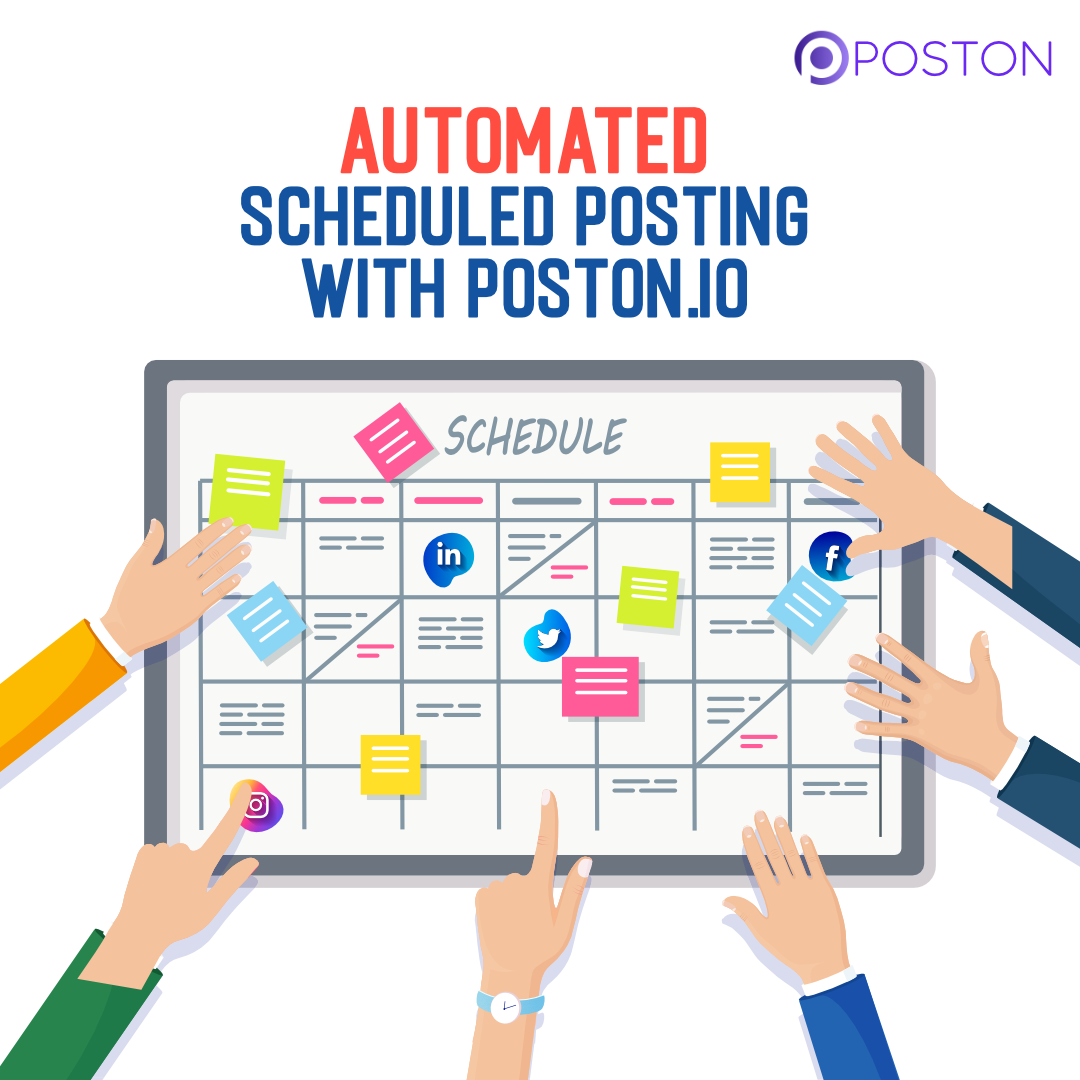 POSTON
AUTOMATED
SCHEDULED POSTING
WITH POSTON.IO
SCHEDULE
in
f